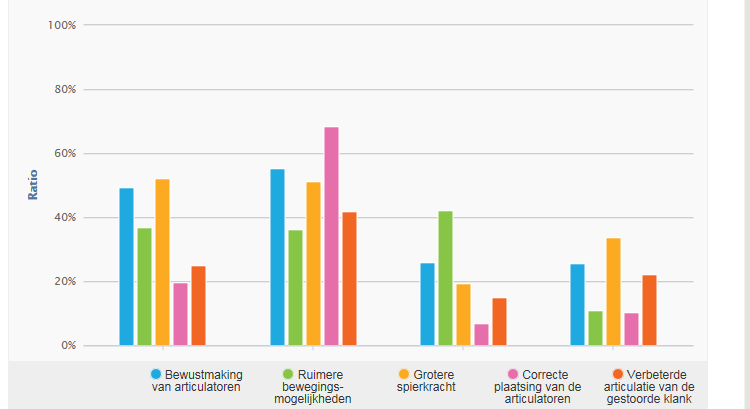 100%
80%
60%
40%
20%
0%
Ratio
Bewustmaking
van articulatoren
Ruimere
bewegings-
mogelijkheden
Grotere
spierkracht
Correcte
plaatsing van de
articulatoren
Verbeterde
articulatie van de
gestoorde klank